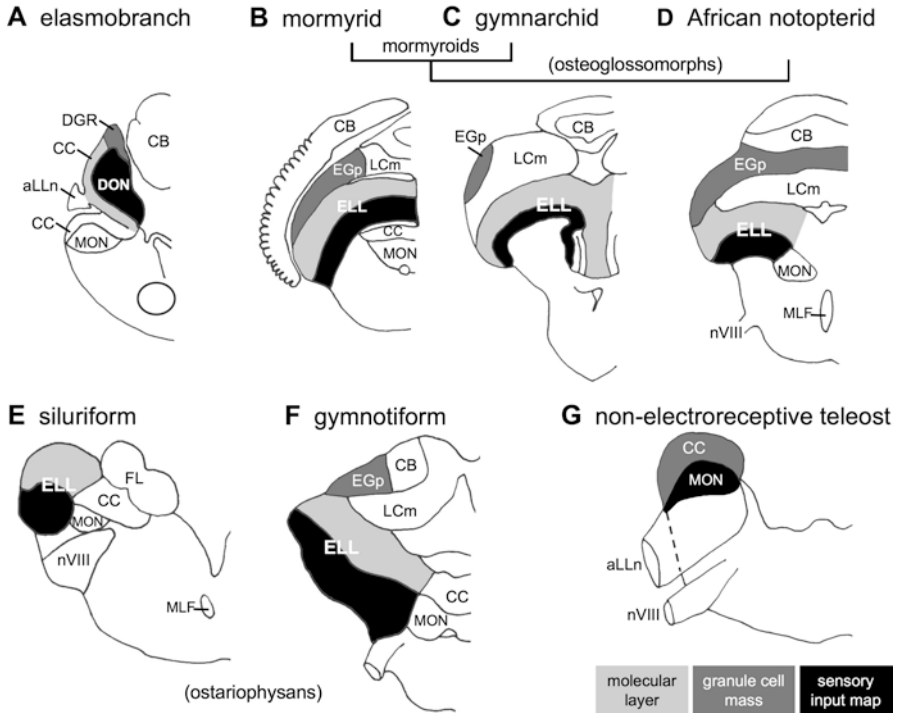 A elasmobranch
B mormyrid
C gymnarchid
D African notopterid
mormyroids
(osteoglossomorphs)
DGR
CC
CB
DON
aLLn
CC
MON
CB
EGp
LCm
ELL
CC
MON
EGp
CB
LCm
ELL
CB
EGp
LCm
ELL
MON
MLF
nVIII
E siluriform
F gymnotiform
G non-electroreceptive teleost
ELL
FL
CC
MON
nVIII
MLF
(ostariophysans)
EGp
CB
LCm
ELL
CC
MON
CC
MON
aLLn
nVIII
molecular
layer
granule cell
mass
sensory
input map